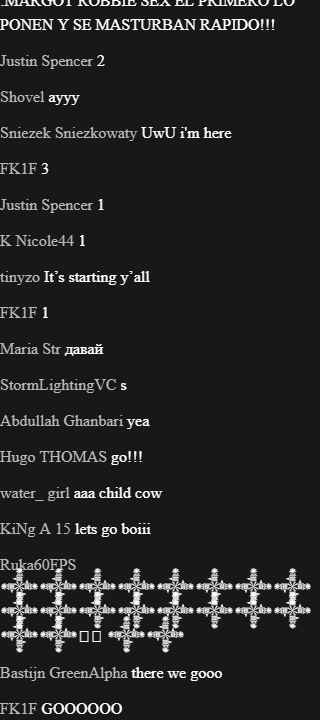 .MARGOT ROBBIE SEX EL PRIMERO LO
PONEN Y SE MASTURBAN RAPIDO!!!
Justin Spencer 2
Shovel ayyy
Sniezek Sniezkowaty UwU i'm here
FK1F 3
Justin Spencer 1
K Nicole44 1
tinyzo It’s starting y’all
FK1F 1
Maria Str давай
StormLightingVC s
Abdullah Ghanbari yea
Hugo THOMAS go!!!
water_ girl aaa child cow
KiNg A 15 lets go boiii
Ruka60FPS
Bastijn GreenAlpha there we gooo
FK1F GOOOOOO